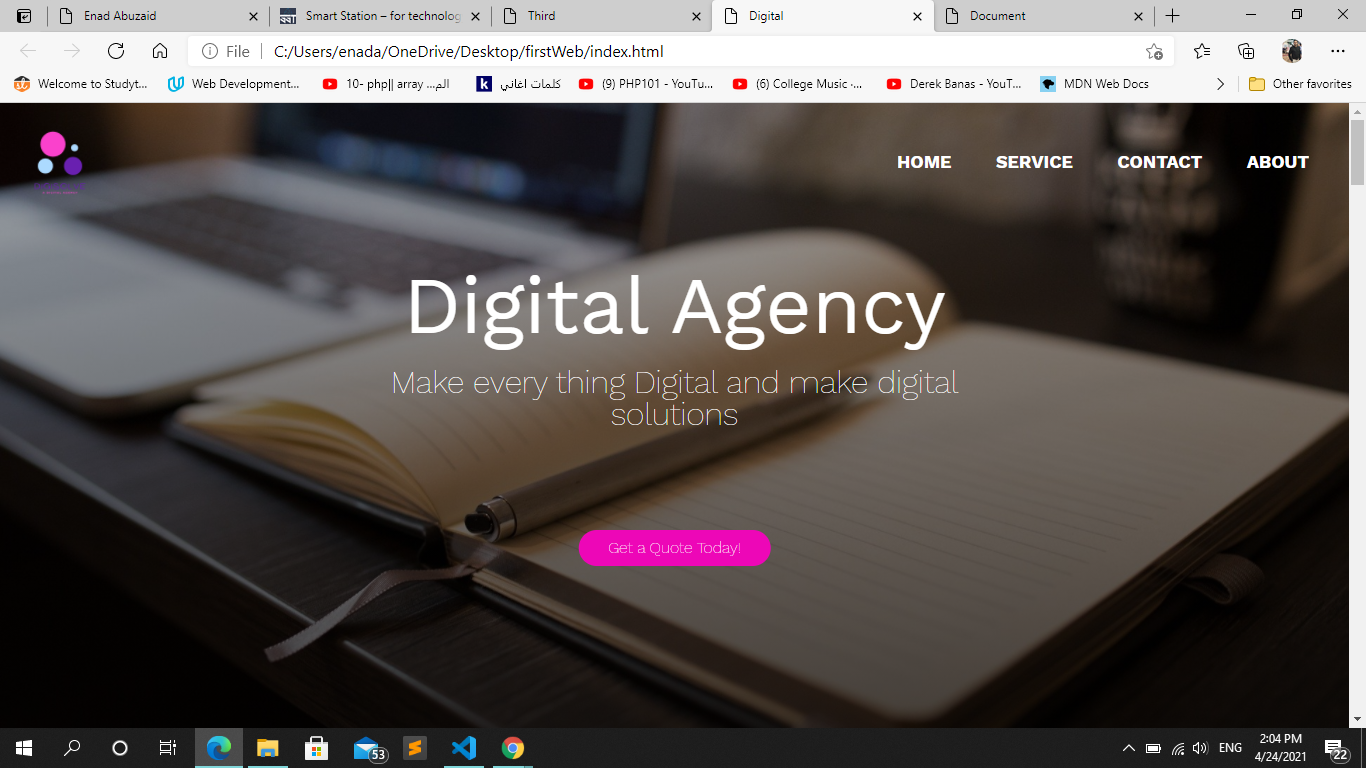 Enad Abuzaid
Smart Station – for technolog
Third
Digital
Document
File
C:/Users/enada/OneDrive/Desktop/firstWeb/index.html
Welcome to Studyt...
Web Development...
10- php|| array ...الم
كلمات اغاني
(9) PHP101 - YouTu...
(6) College Music ·...
Derek Banas - YouT...
MDN Web Docs
Other favorites
HOME
SERVICE
CONTACT
ABOUT
Digital Agency
Make every thing Digital and make digital
solutions
Get a Quote Today!
53
ENG
2:04 PM
4/24/2021
22